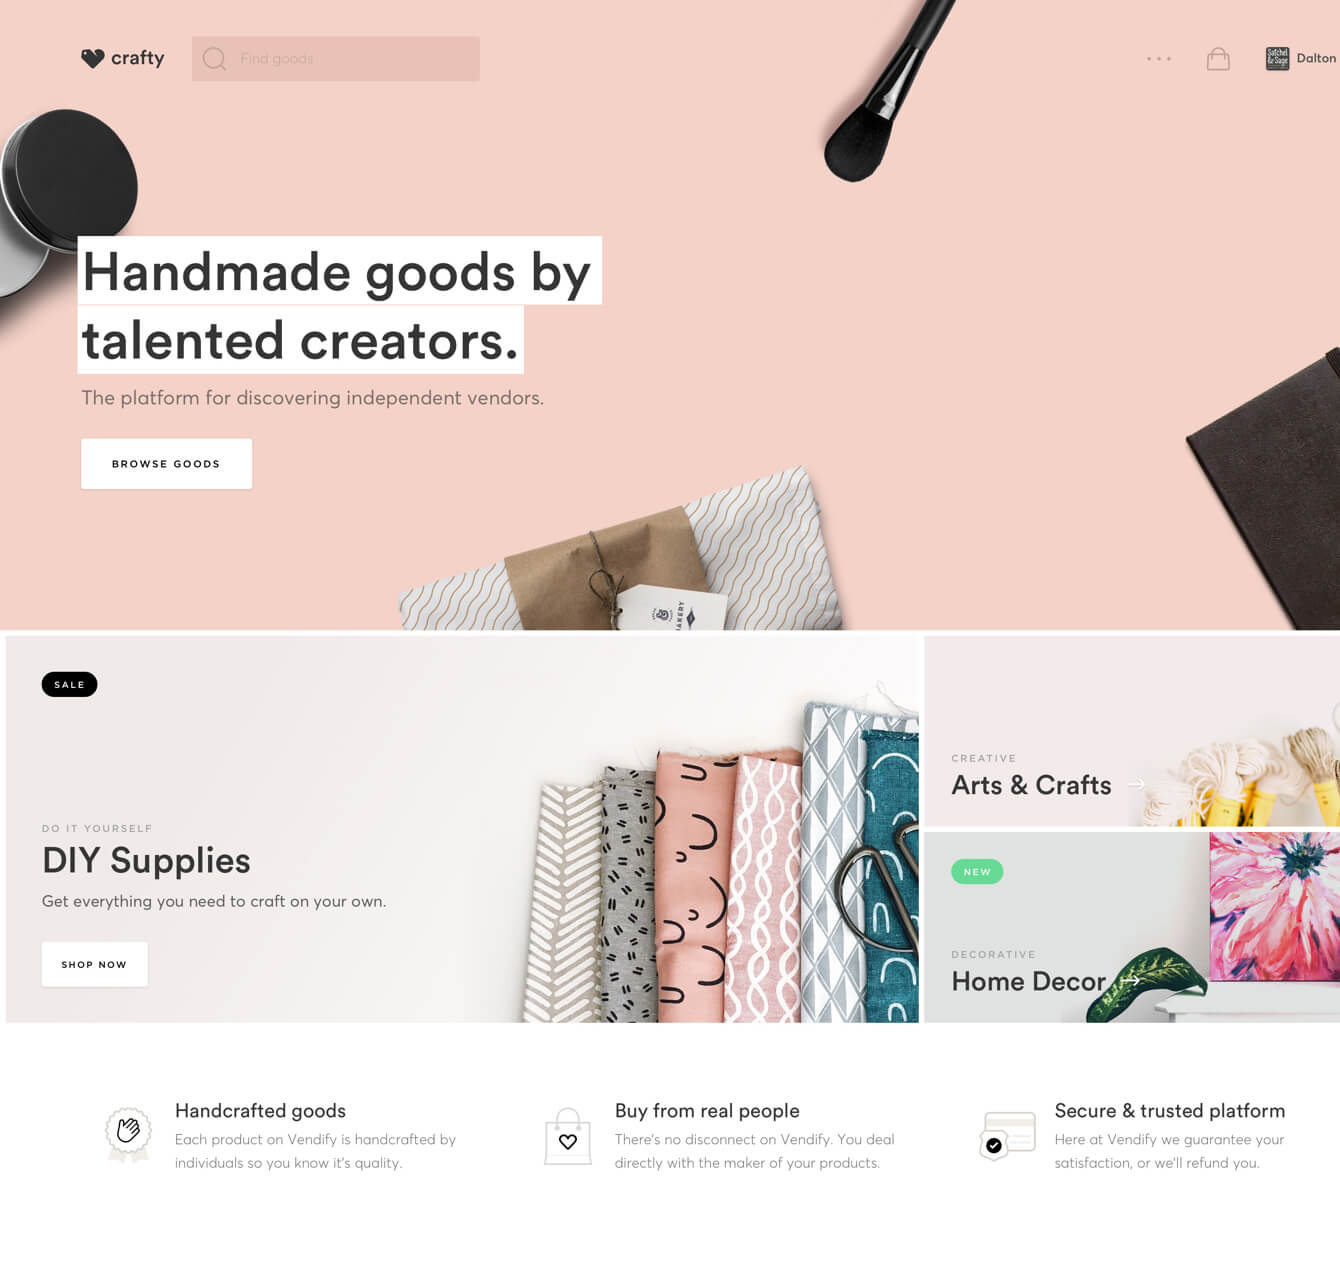 crafty
Find goods
Satchel
& Sage
Dalton
Handmade goods by
talented creators.
The platform for discovering independent vendors.
BROWSE GOODS
BAKERY
SALE
DO IT YOURSELF
DIY Supplies
Get everything you need to craft on your own.
SHOP NOW
CREATIVE
Arts & Crafts →
NEW
DECORATIVE
Home Decor →
Handcrafted goods
Each product on Vendify is handcrafted by
individuals so you know it's quality.
Buy from real people
There's no disconnect on Vendify. You deal
directly with the maker of your products.
Secure & trusted platform
Here at Vendify we guarantee your
satisfaction, or we'll refund you.